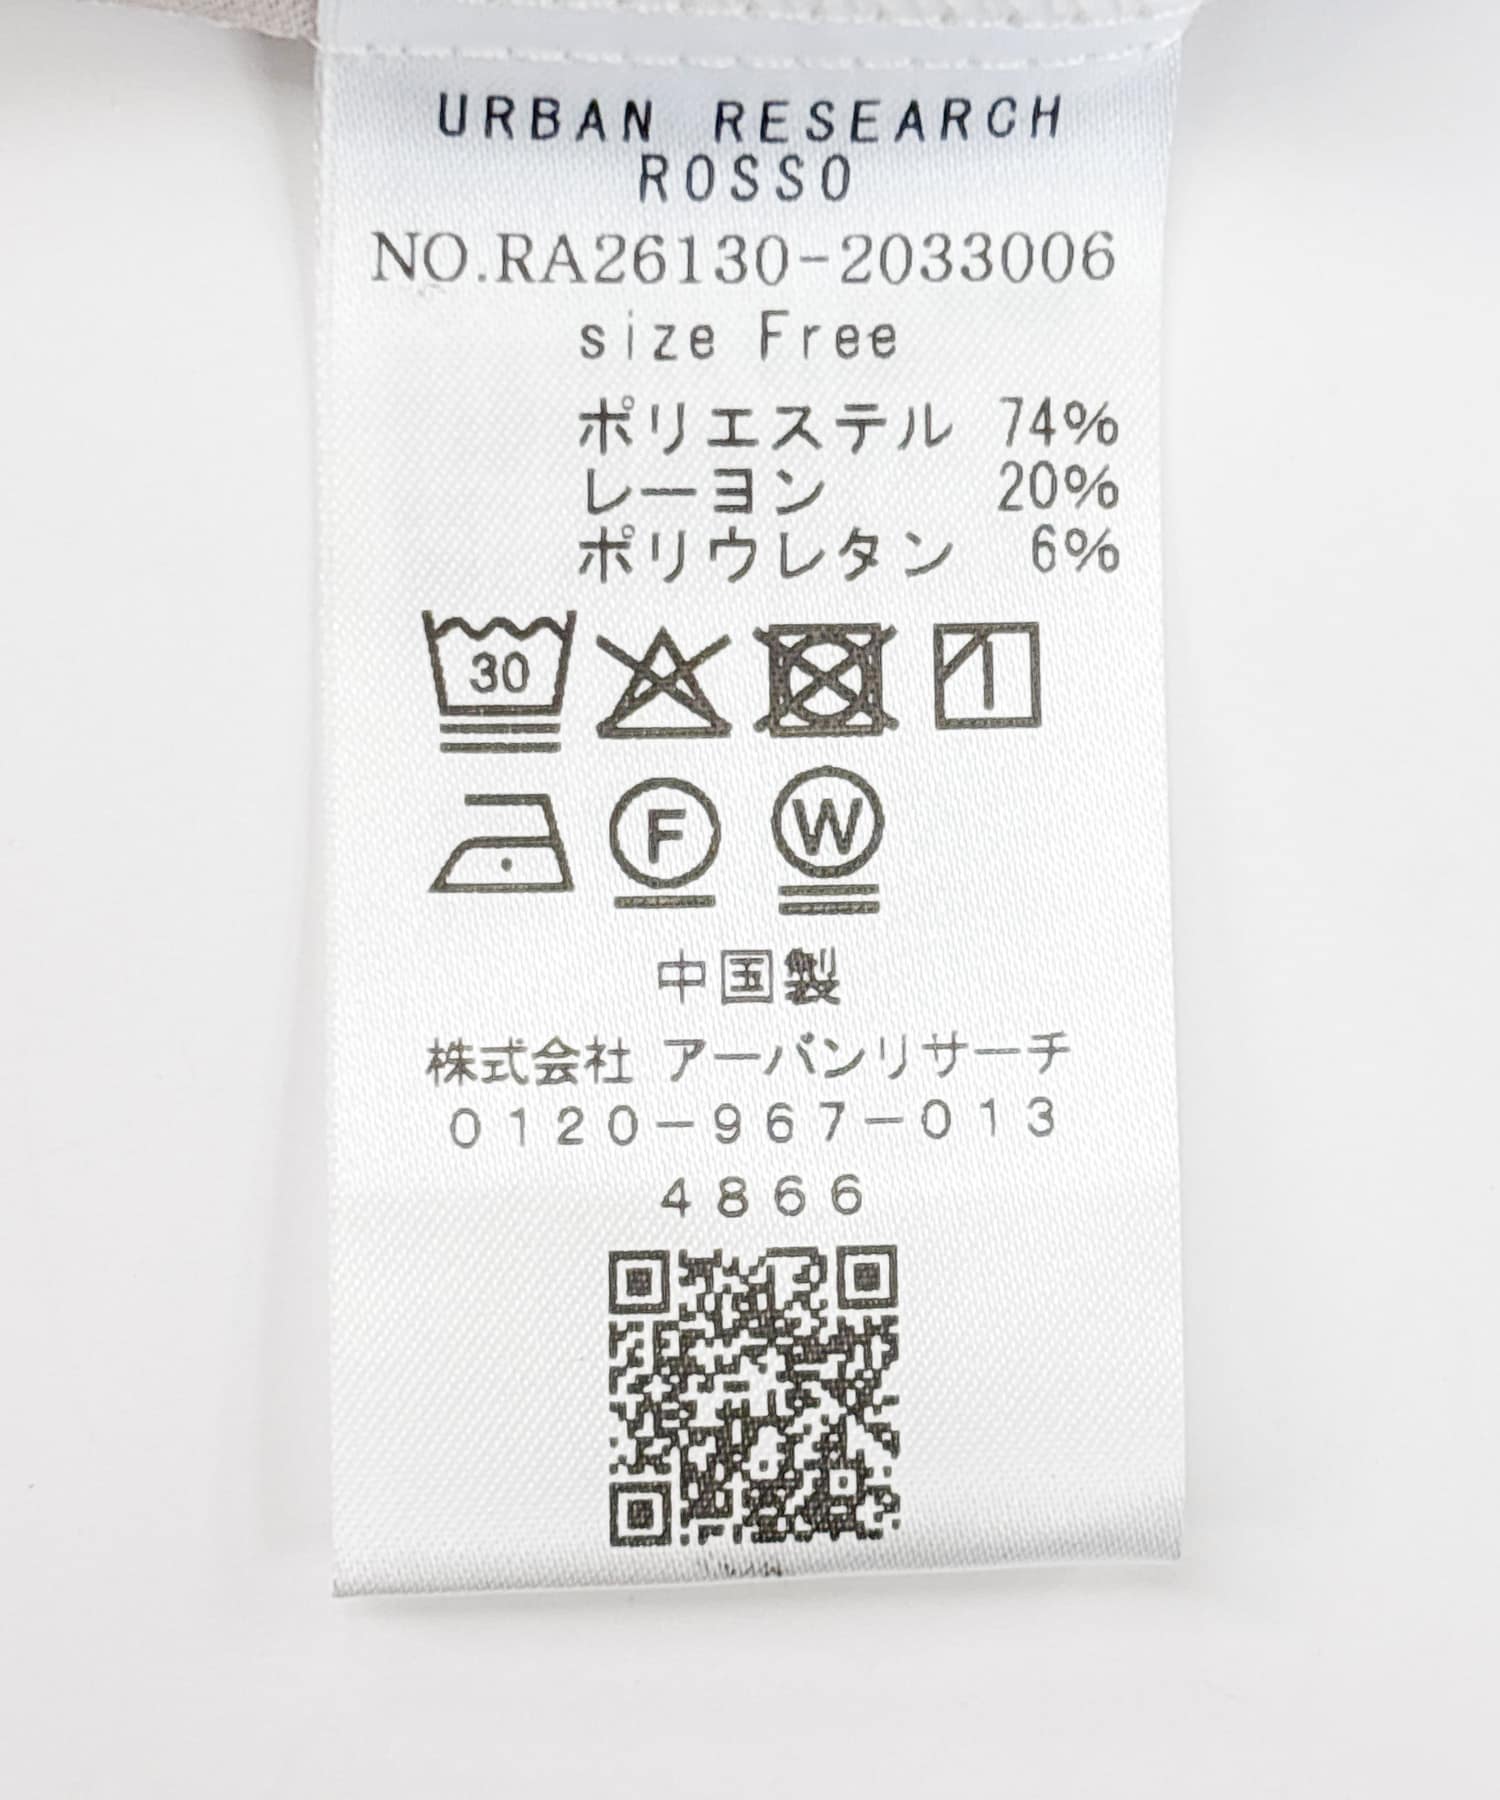 URBAN RESEARCH
ROSSO
NO.RA26130-2033006
size Free
ポリエステル 74%
レーヨン 20%
ポリウレタン 6%
30
F
W
中国製
株式会社 アーバンリサーチ
0120-967-013
4866